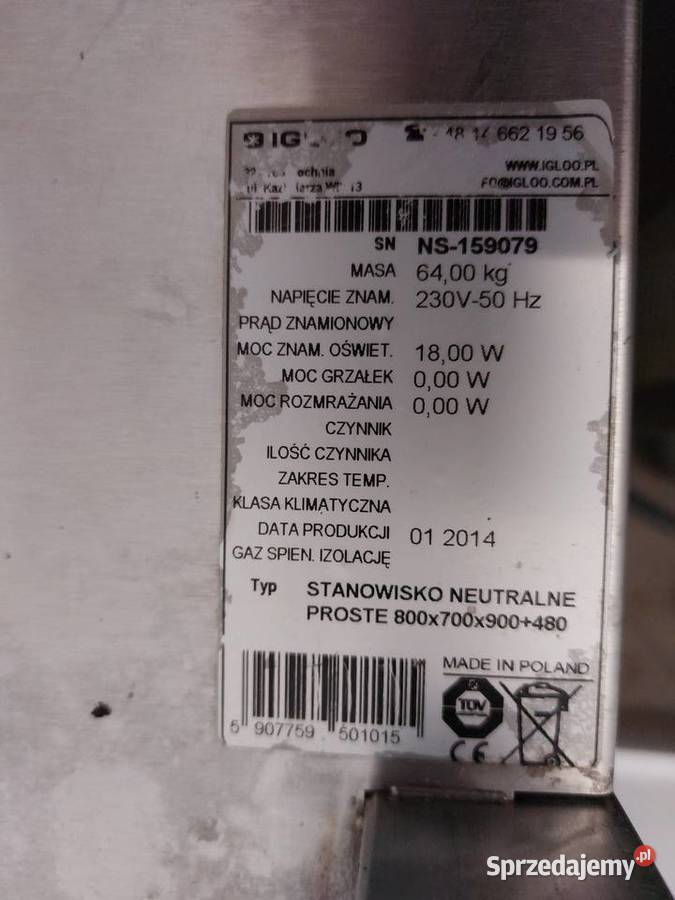 IGLOO 48 14 662 19 56
WWW.IGLOO.PL
@IGLOO.COM.PL
SN NS-159079
MASA 64,00 kg
NAPIĘCIE ZNAM. 230V-50 Hz
PRĄD ZNAMIONOWY
MOC ZNAM. OŚWIET. 18,00 W
MOC GRZAŁEK 0,00 W
MOC ROZMRAŻANIA 0,00 W
CZYNNIK
ILOŚĆ CZYNNIKA
ZAKRES TEMP.
KLASA KLIMATYCZNA
DATA PRODUKCJI 01 2014
GAZ SPIEN. IZOLACJĘ
Typ STANOWISKO NEUTRALNE
PROSTE 800x700x900+480
MADE IN POLAND
TÜV
CE
5 907759 501015
Sprzedajemy.pl